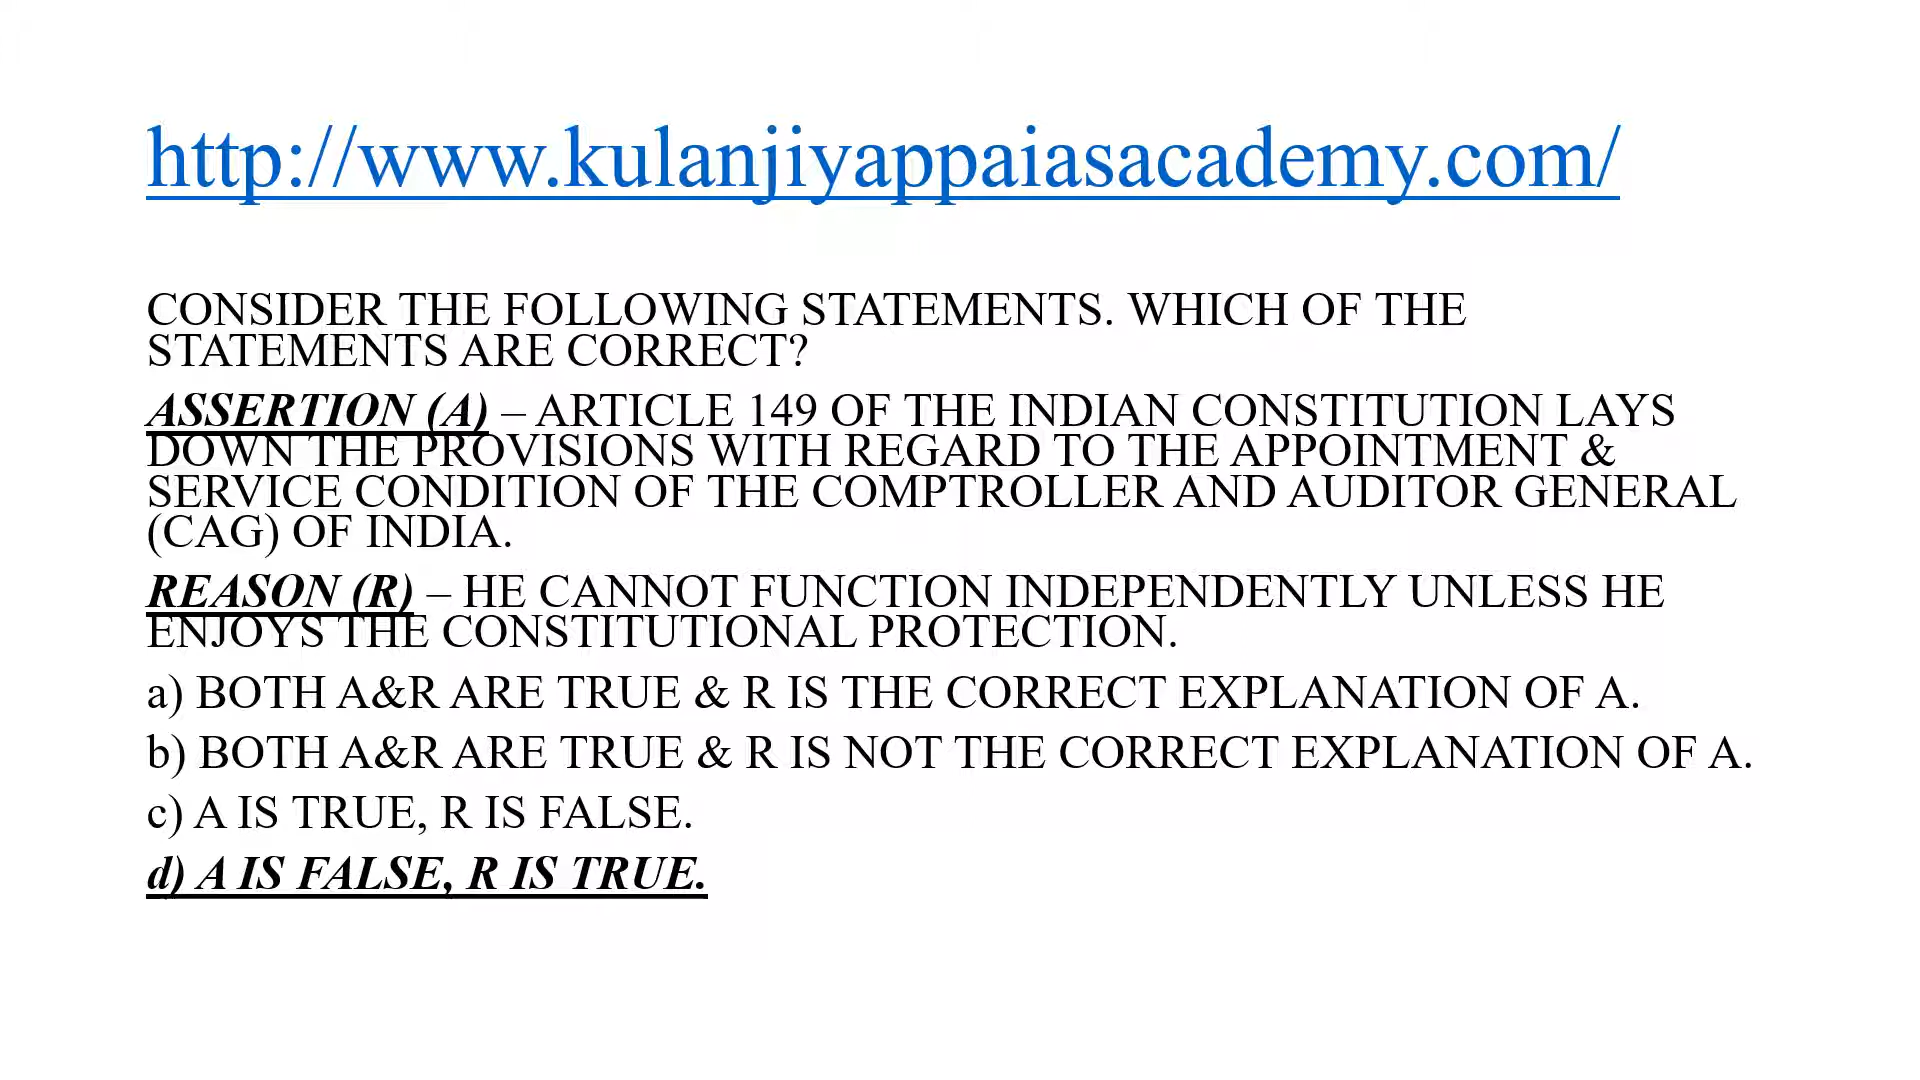 http://www.kulanjiyappaiasacademy.com/
CONSIDER THE FOLLOWING STATEMENTS. WHICH OF THE
STATEMENTS ARE CORRECT?
ASSERTION (A) – ARTICLE 149 OF THE INDIAN CONSTITUTION LAYS
DOWN THE PROVISIONS WITH REGARD TO THE APPOINTMENT &
SERVICE CONDITION OF THE COMPTROLLER AND AUDITOR GENERAL
(CAG) OF INDIA.
REASON (R) – HE CANNOT FUNCTION INDEPENDENTLY UNLESS HE
ENJOYS THE CONSTITUTIONAL PROTECTION.
a) BOTH A&R ARE TRUE & R IS THE CORRECT EXPLANATION OF A.
b) BOTH A&R ARE TRUE & R IS NOT THE CORRECT EXPLANATION OF A.
c) A IS TRUE, R IS FALSE.
d) A IS FALSE, R IS TRUE.